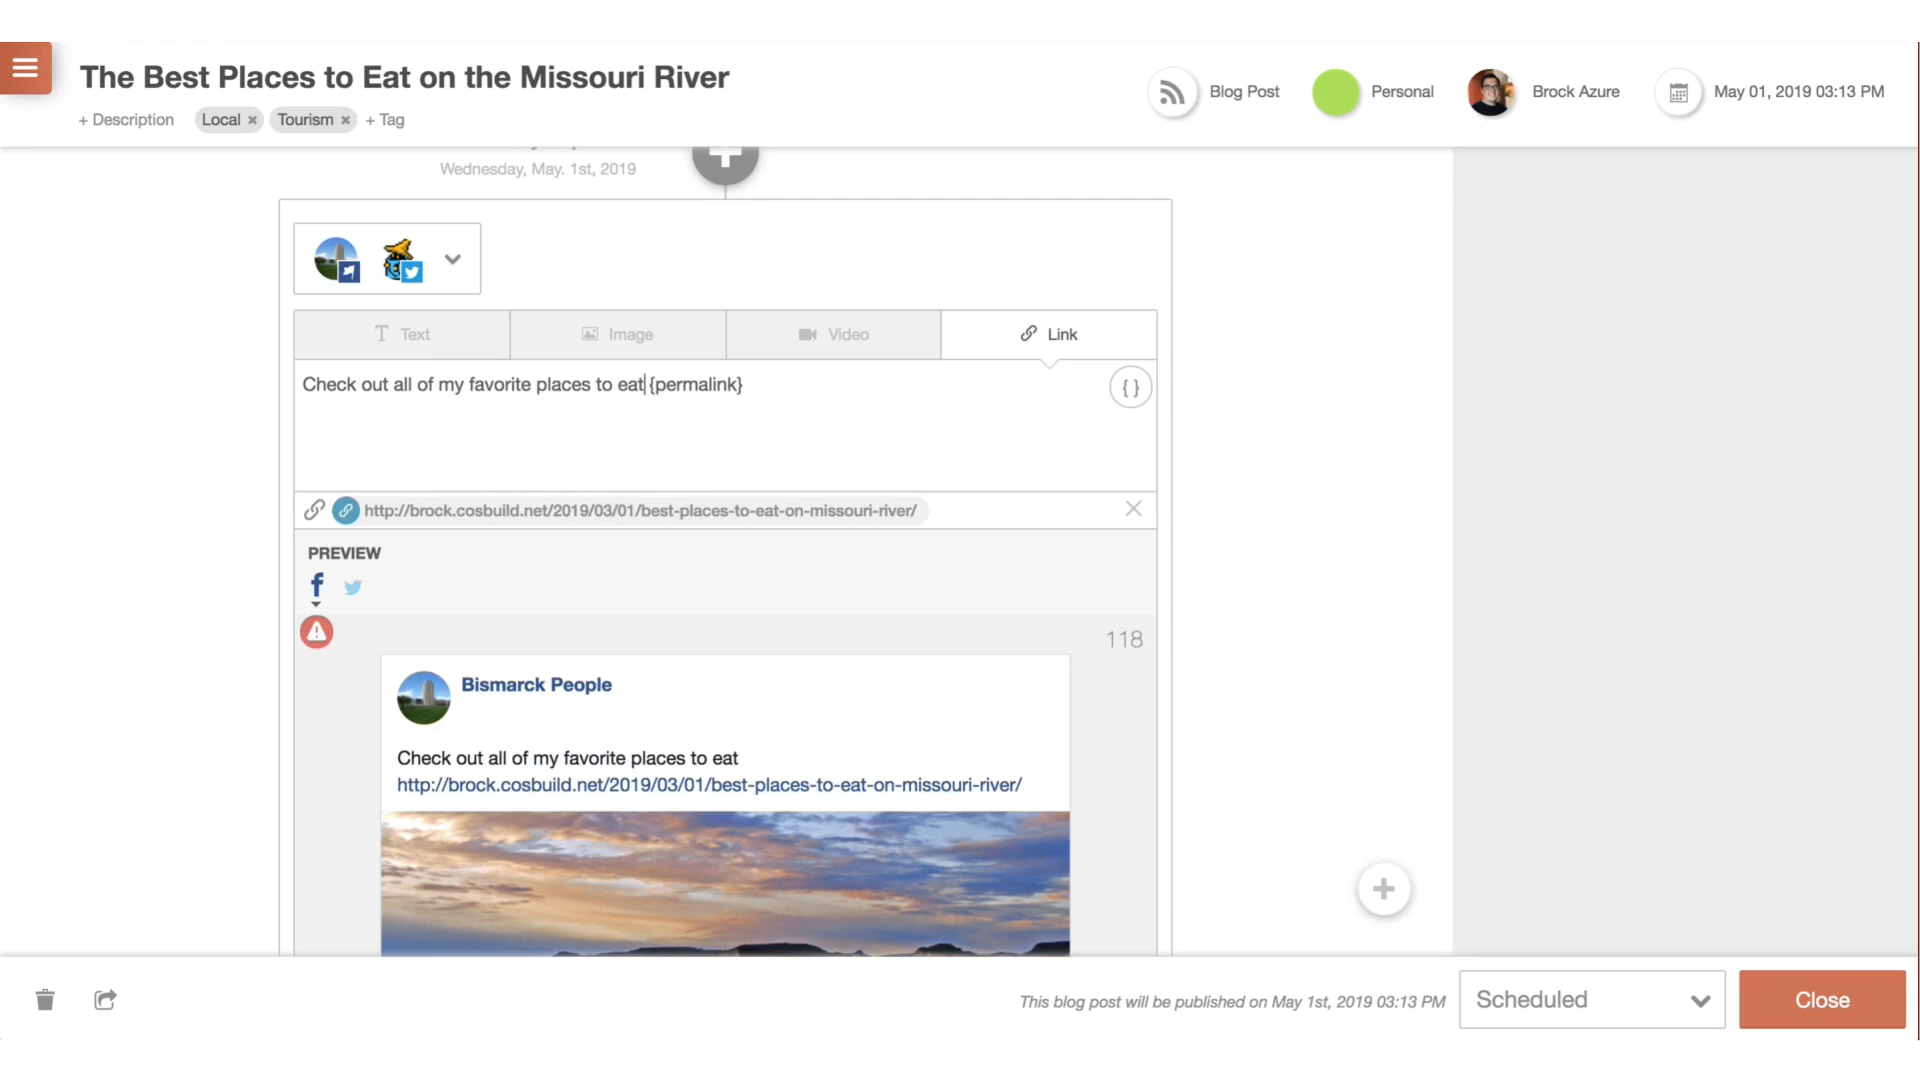 The Best Places to Eat on the Missouri River
+ Description Local × Tourism × + Tag
Blog Post Personal Brock Azure May 01, 2019 03:13 PM
Wednesday, May. 1st, 2019
Text Image Video Link
Check out all of my favorite places to eat {permalink}
{ }
http://brock.cosbuild.net/2019/03/01/best-places-to-eat-on-missouri-river/
PREVIEW
118
Bismarck People
Check out all of my favorite places to eat
http://brock.cosbuild.net/2019/03/01/best-places-to-eat-on-missouri-river/
This blog post will be published on May 1st, 2019 03:13 PM Scheduled Close